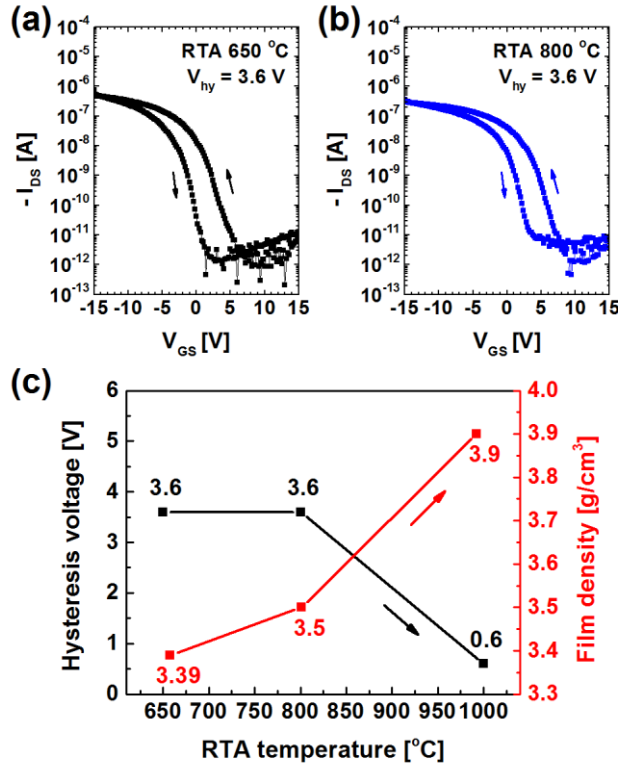 (a)
RTA 650 °C
V_hy = 3.6 V
10^-4
10^-5
10^-6
10^-7
10^-8
10^-9
10^-10
10^-11
10^-12
10^-13
- I_DS [A]
-15 -10 -5 0 5 10 15
V_GS [V]
(b)
RTA 800 °C
V_hy = 3.6 V
10^-4
10^-5
10^-6
10^-7
10^-8
10^-9
10^-10
10^-11
10^-12
10^-13
- I_DS [A]
-15 -10 -5 0 5 10 15
V_GS [V]
(c)
Hysteresis voltage [V]
6
5
4
3
2
1
0
3.6
3.6
0.6
3.39
3.5
3.9
4.0
3.9
3.8
3.7
3.6
3.5
3.4
3.3
Film density [g/cm^3]
650 700 750 800 850 900 950 1000
RTA temperature [°C]